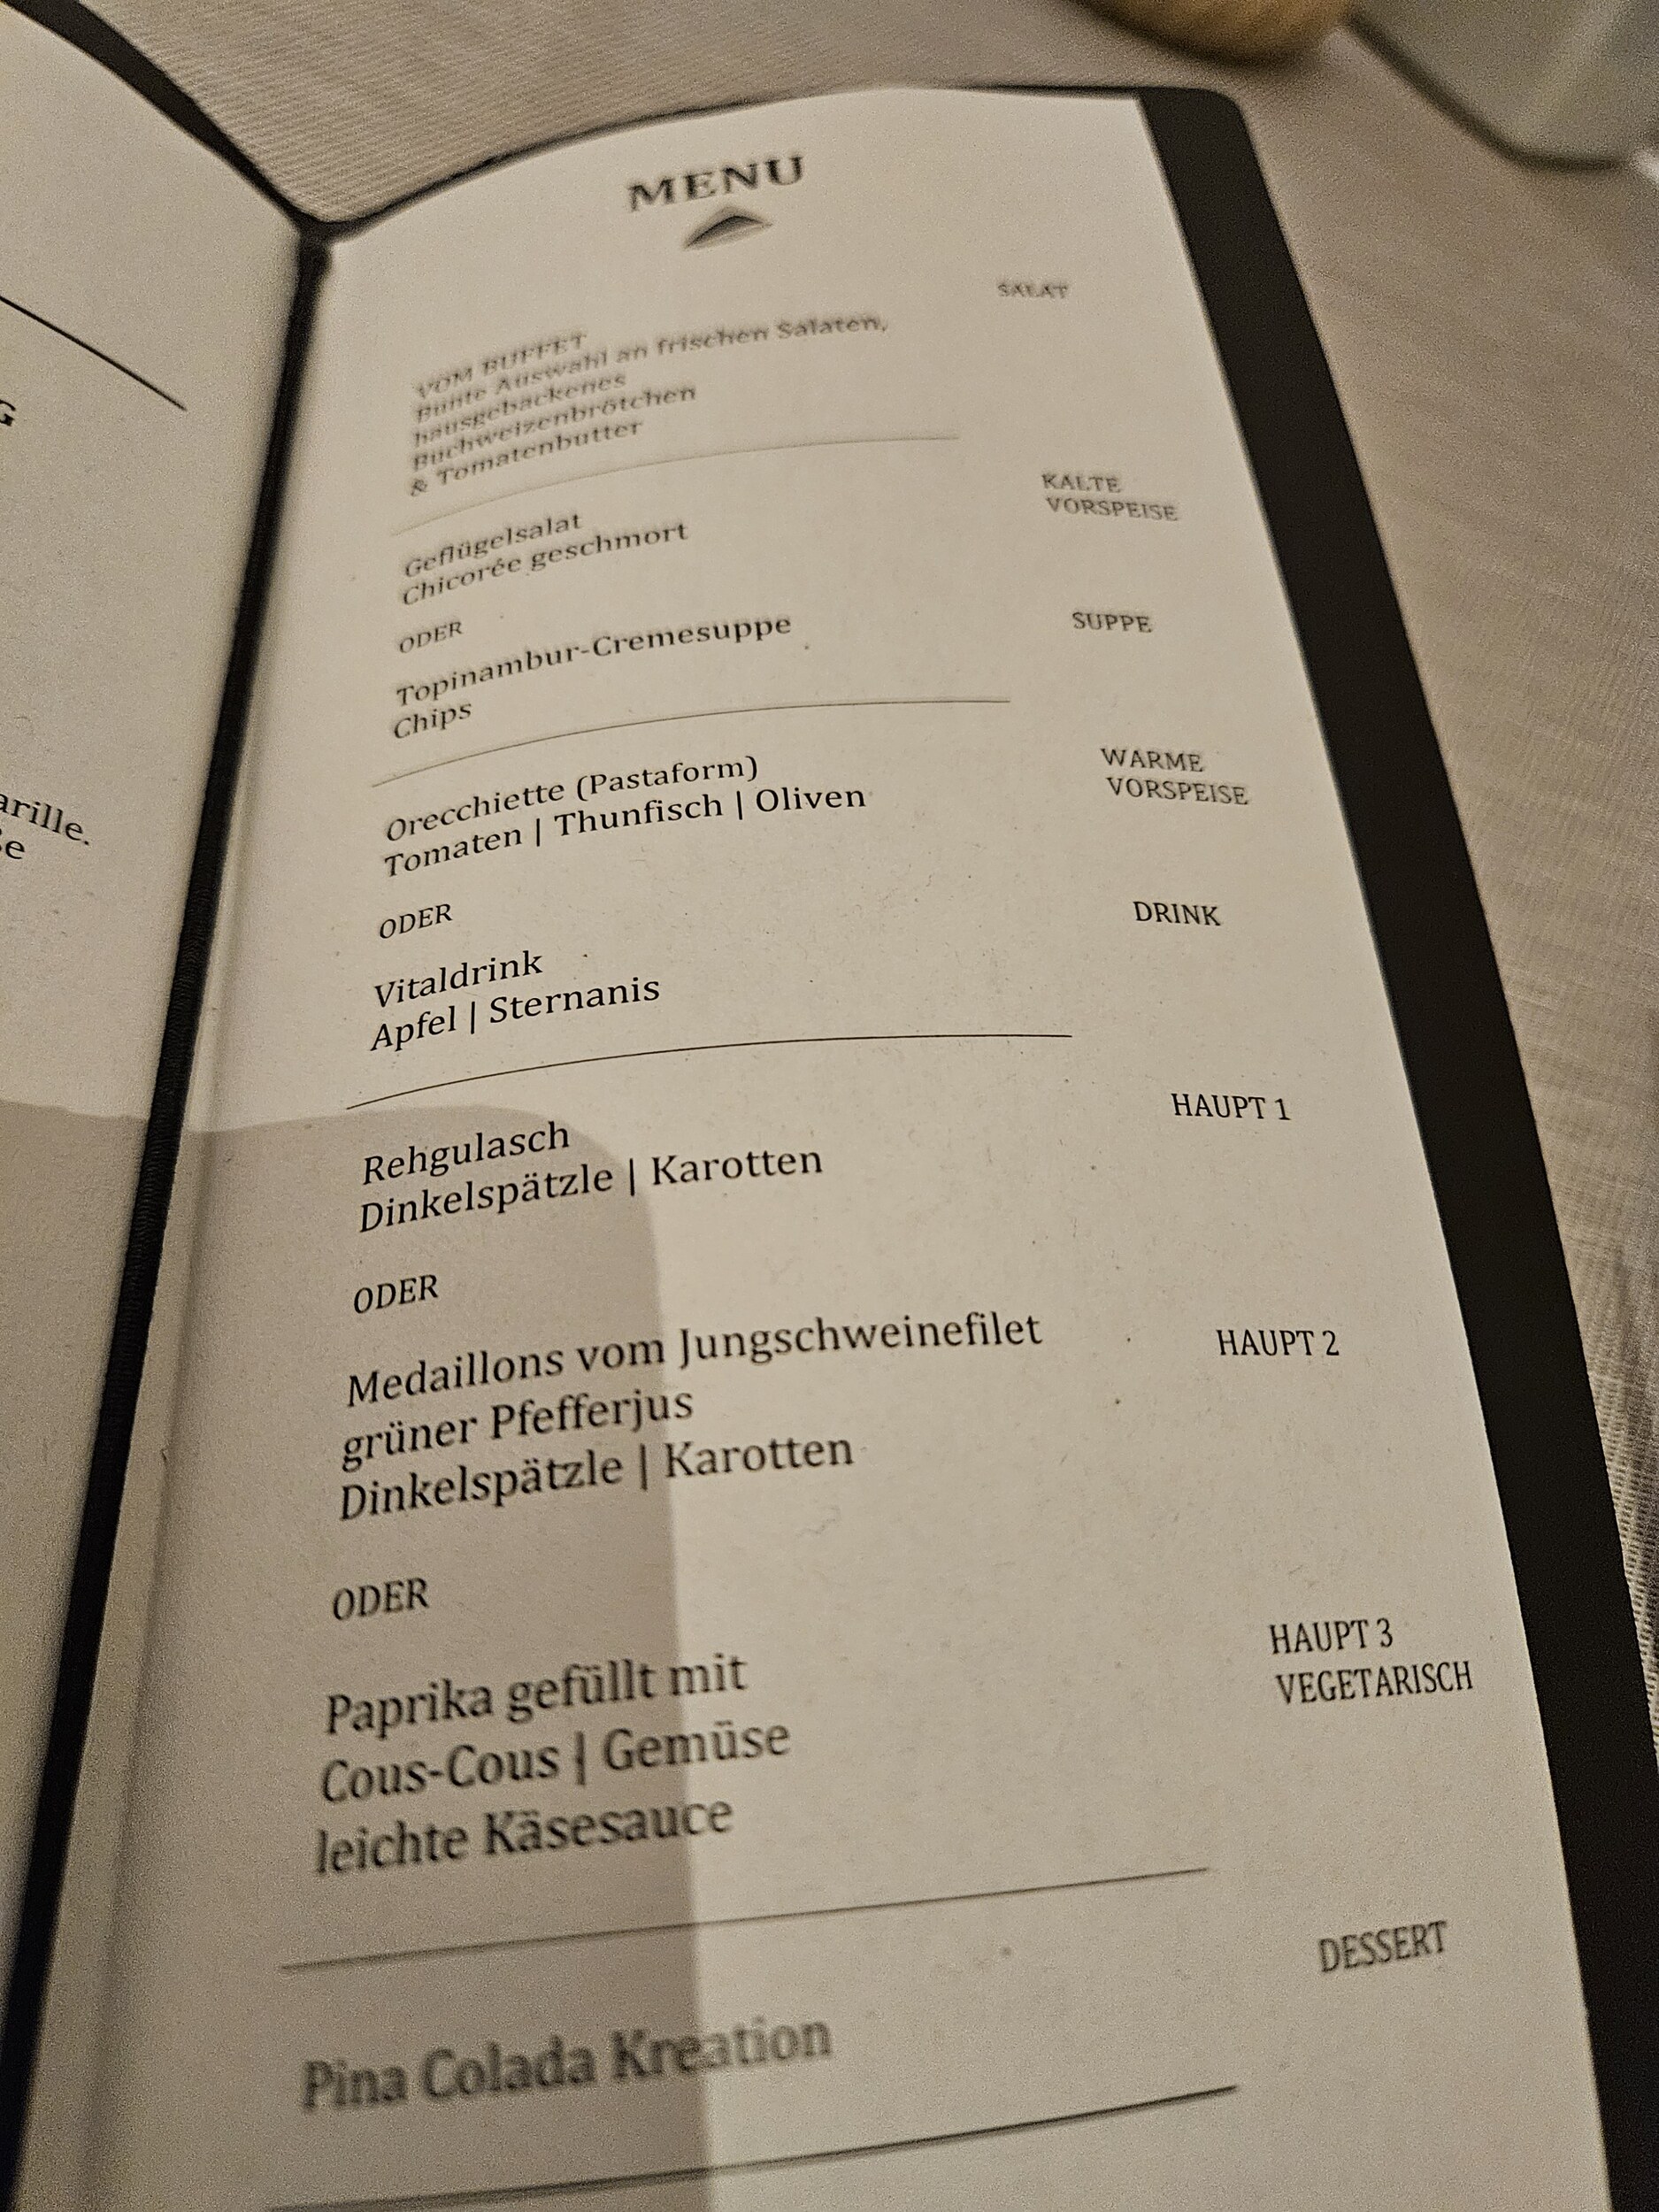 G
arille.
MENU
SALAT
VOM BUFFET
Bunte Auswahl an frischen Salaten,
hausgebackenes
Buchweizenbrötchen
& Tomatenbutter
KALTE
VORSPEISE
Geflügelsalat
Chicorée geschmort
ODER
SUPPE
Topinambur-Cremesuppe
Chips
WARME
VORSPEISE
Orecchiette (Pastaform)
Tomaten | Thunfisch | Oliven
ODER
DRINK
Vitaldrink
Apfel | Sternanis
HAUPT 1
Rehgulasch
Dinkelspätzle | Karotten
ODER
HAUPT 2
Medaillons vom Jungschweinefilet
grüner Pfefferjus
Dinkelspätzle | Karotten
ODER
HAUPT 3
VEGETARISCH
Paprika gefüllt mit
Cous-Cous | Gemüse
leichte Käsesauce
DESSERT
Pina Colada Kreation